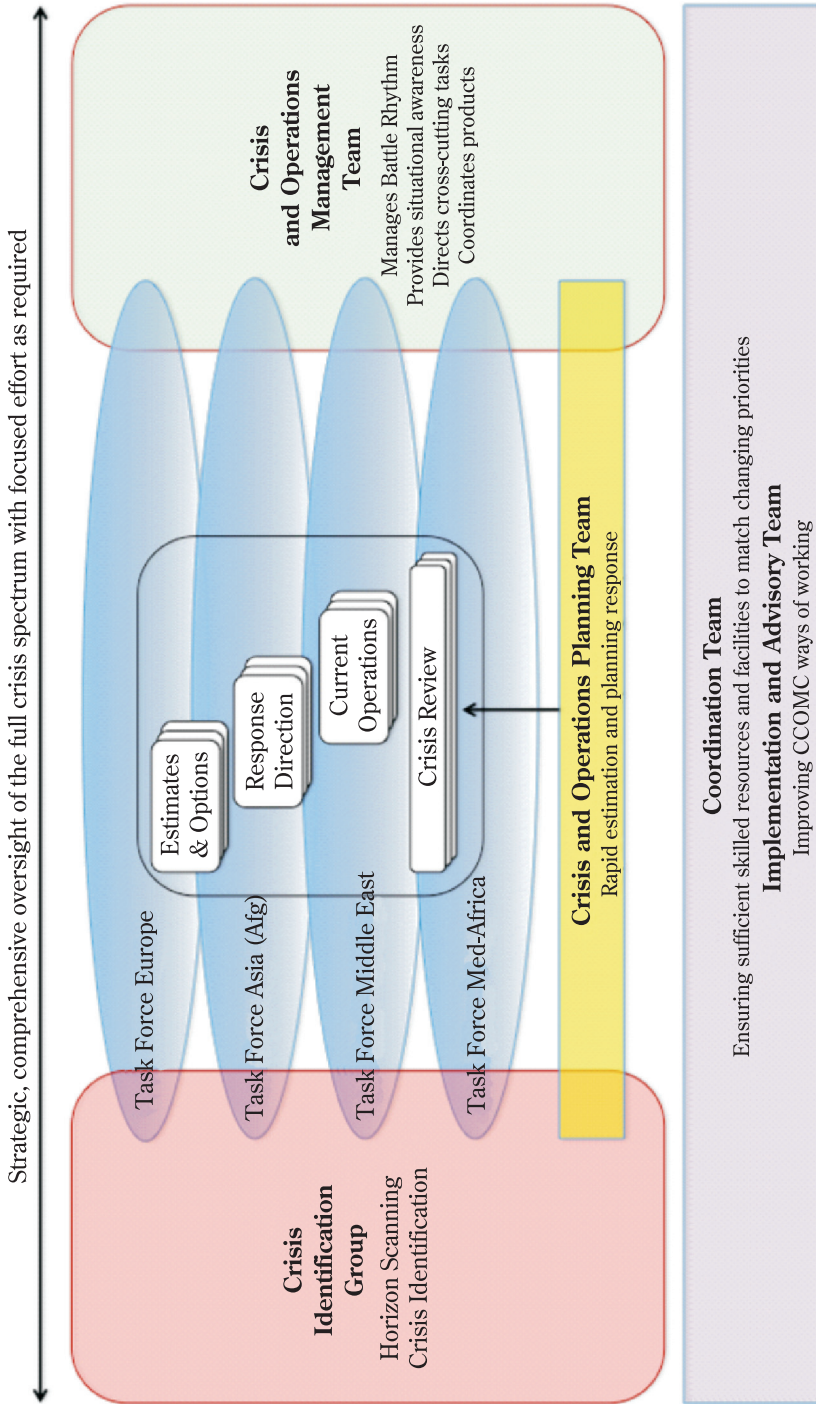 Strategic, comprehensive oversight of the full crisis spectrum with focused effort as required
Crisis
Identification
Group
Horizon Scanning
Crisis Identification
Task Force Europe
Task Force Asia (Afg)
Task Force Middle East
Task Force Med-Africa
Estimates
& Options
Response
Direction
Current
Operations
Crisis Review
Crisis
and Operations
Management
Team
Manages Battle Rhythm
Provides situational awareness
Directs cross-cutting tasks
Coordinates products
Crisis and Operations Planning Team
Rapid estimation and planning response
Coordination Team
Ensuring sufficient skilled resources and facilities to match changing priorities
Implementation and Advisory Team
Improving CCOMC ways of working